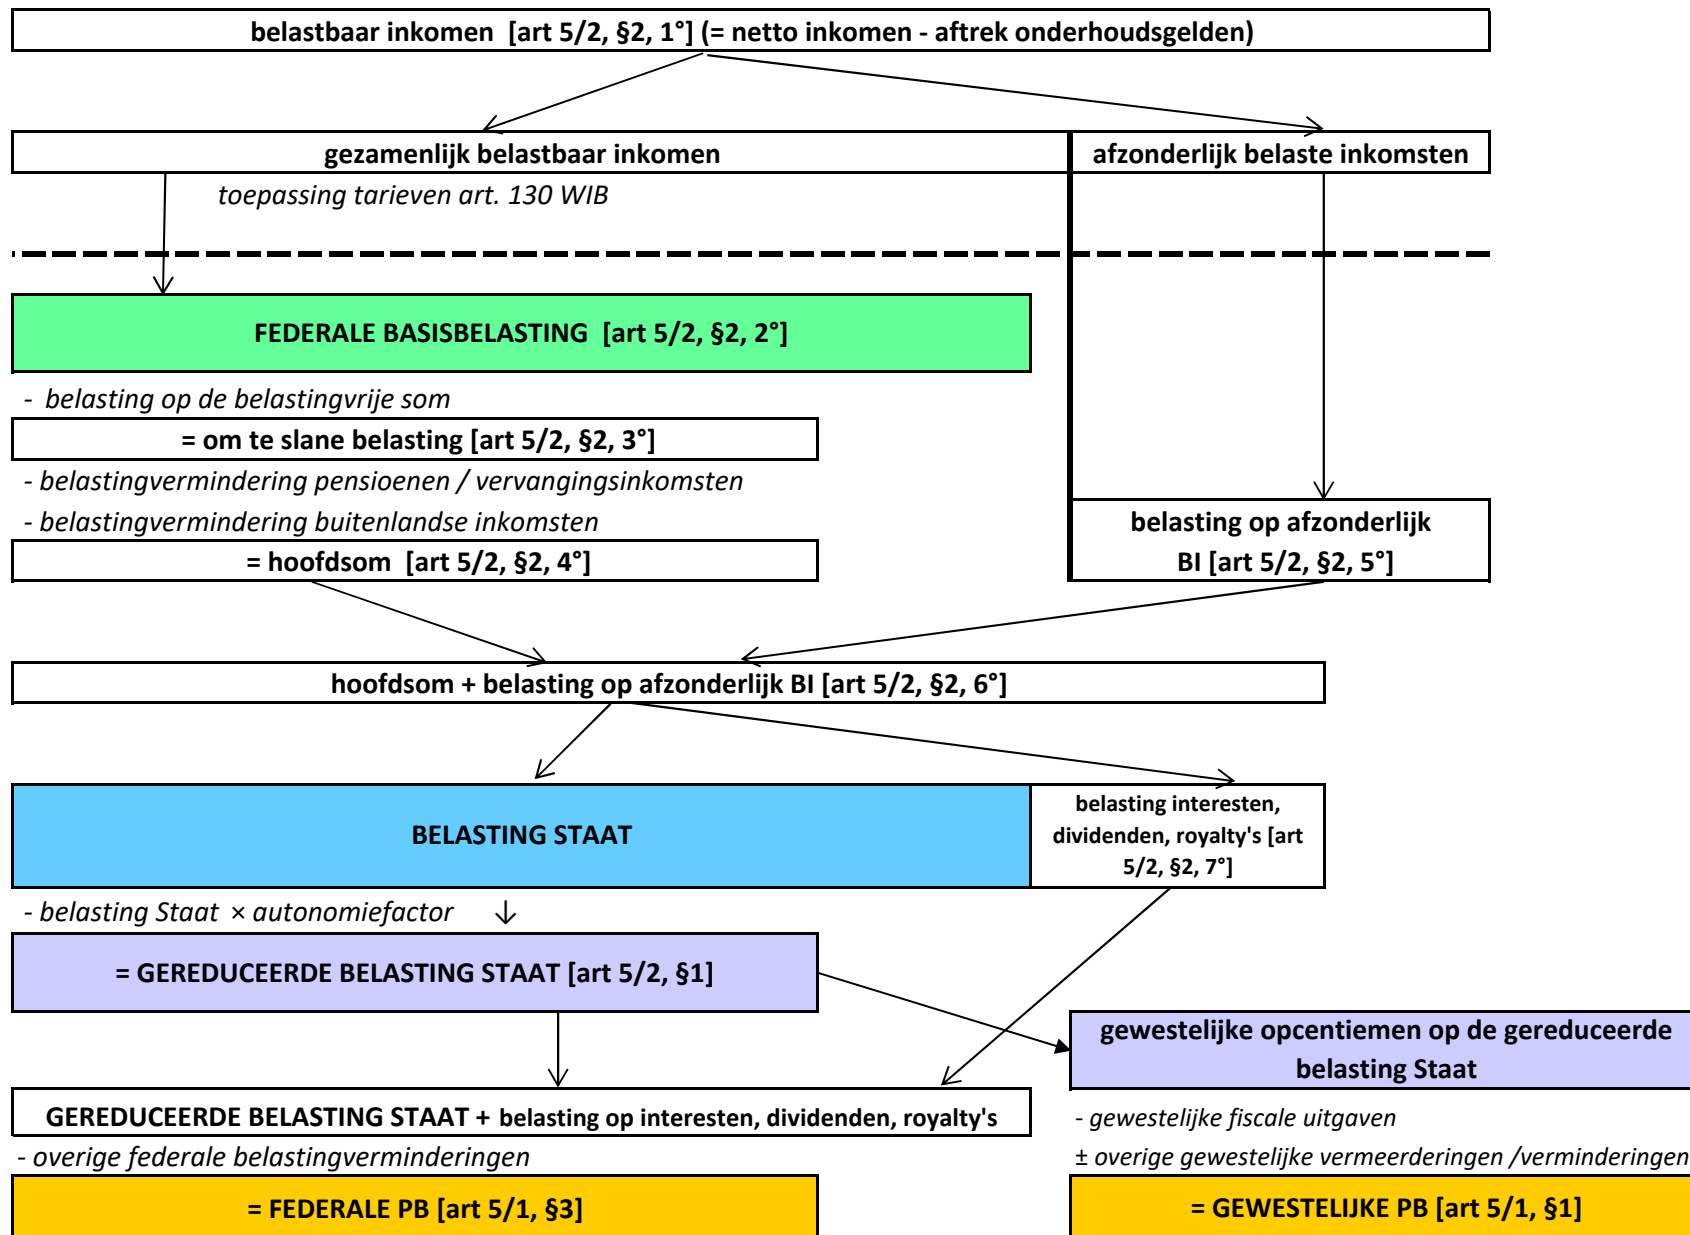 belastbaar inkomen [art 5/2, §2, 1°] (= netto inkomen - aftrek onderhoudsgelden)
gezamenlijk belastbaar inkomen
afzonderlijk belaste inkomsten
toepassing tarieven art. 130 WIB
FEDERALE BASISBELASTING [art 5/2, §2, 2°]
- belasting op de belastingvrije som
= om te slane belasting [art 5/2, §2, 3°]
- belastingvermindering pensioenen / vervangingsinkomsten
- belastingvermindering buitenlandse inkomsten
= hoofdsom [art 5/2, §2, 4°]
belasting op afzonderlijk
BI [art 5/2, §2, 5°]
hoofdsom + belasting op afzonderlijk BI [art 5/2, §2, 6°]
BELASTING STAAT
belasting interesten,
dividenden, royalty's [art
5/2, §2, 7°]
- belasting Staat × autonomiefactor ↓
= GEREDUCEERDE BELASTING STAAT [art 5/2, §1]
gewestelijke opcentiemen op de gereduceerde
belasting Staat
GEREDUCEERDE BELASTING STAAT + belasting op interesten, dividenden, royalty's
- overige federale belastingverminderingen
= FEDERALE PB [art 5/1, §3]
- gewestelijke fiscale uitgaven
± overige gewestelijke vermeerderingen /verminderingen
= GEWESTELIJKE PB [art 5/1, §1]